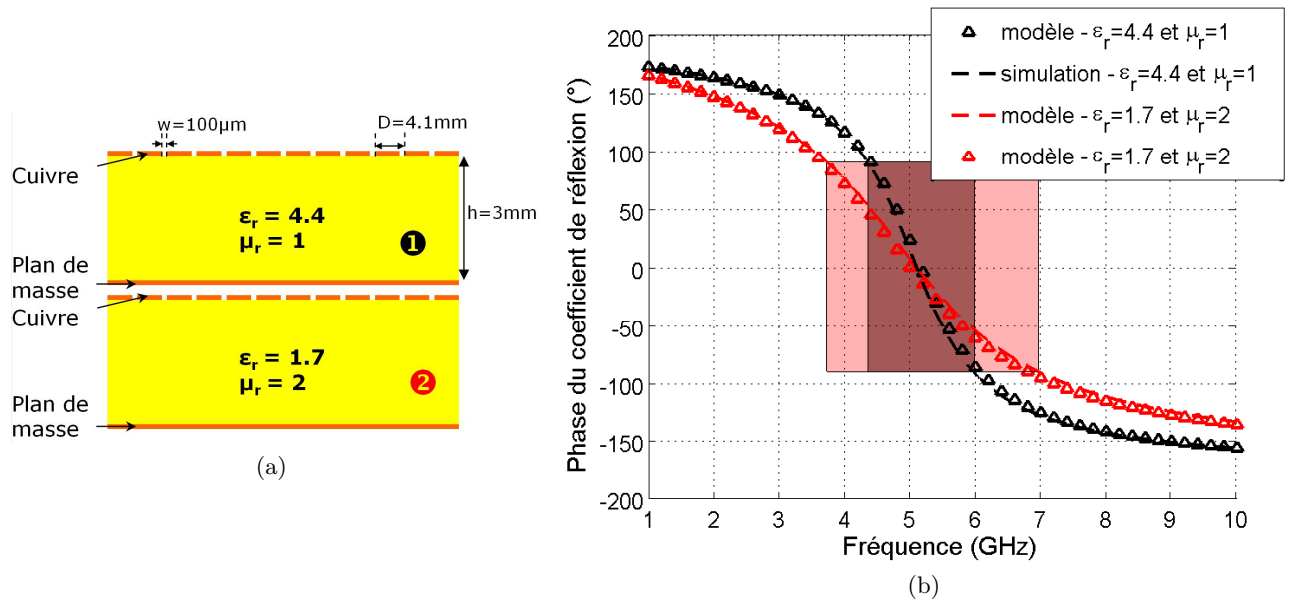 w=100µm
D=4.1mm
Cuivre
εr = 4.4
µr = 1
❶
h=3mm
Plan de
masse
Cuivre
εr = 1.7
µr = 2
❷
Plan de
masse
(a)
modèle - εr=4.4 et μr=1
simulation - εr=4.4 et μr=1
modèle - εr=1.7 et μr=2
modèle - εr=1.7 et μr=2
Phase du coefficient de réflexion (°)
200
150
100
50
0
-50
-100
-150
-200
1 2 3 4 5 6 7 8 9 10
Fréquence (GHz)
(b)